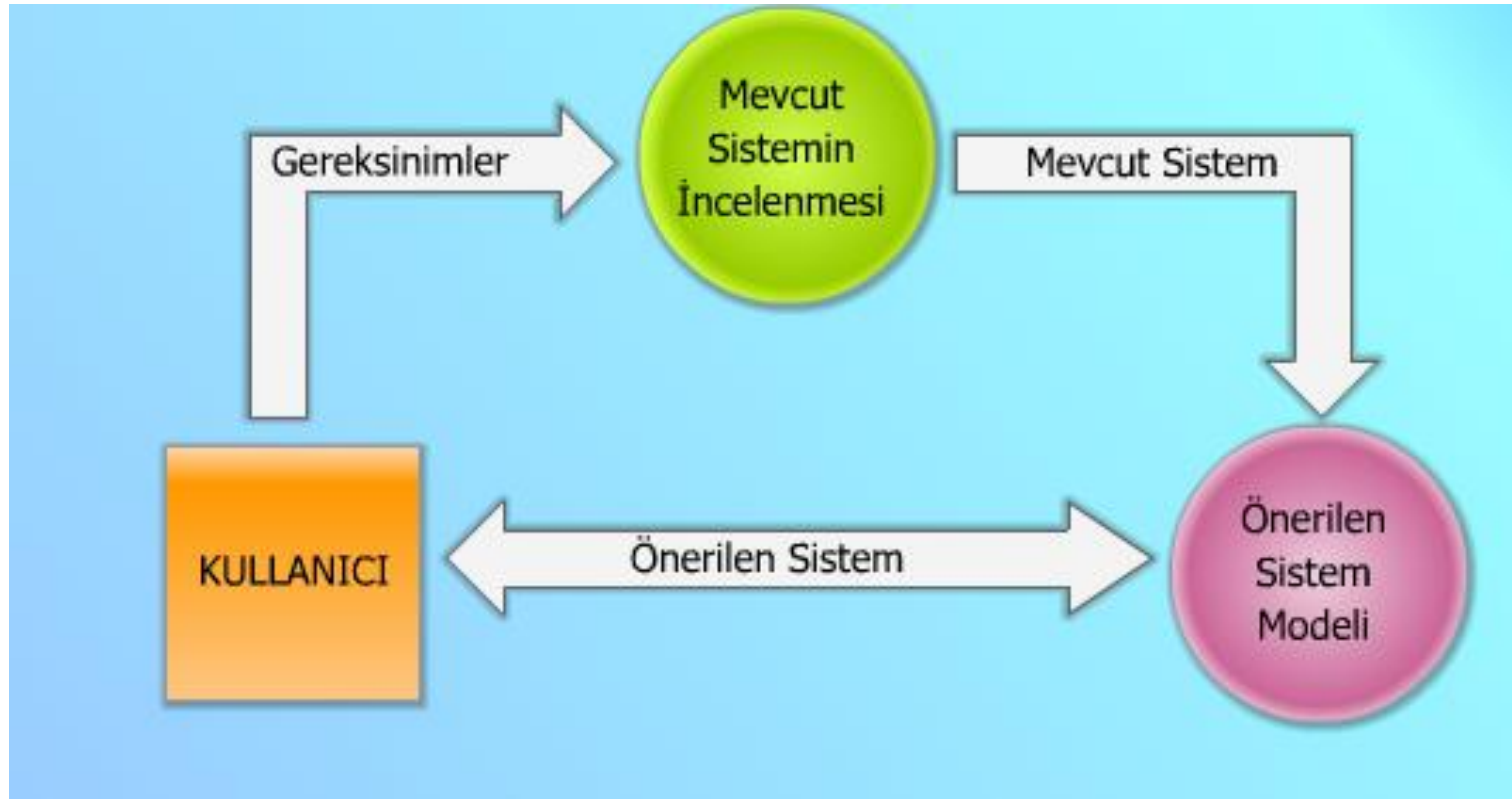 Mevcut
Sistemin
İncelenmesi
Gereksinimler
Mevcut Sistem
KULLANICI
Önerilen Sistem
Önerilen
Sistem
Modeli